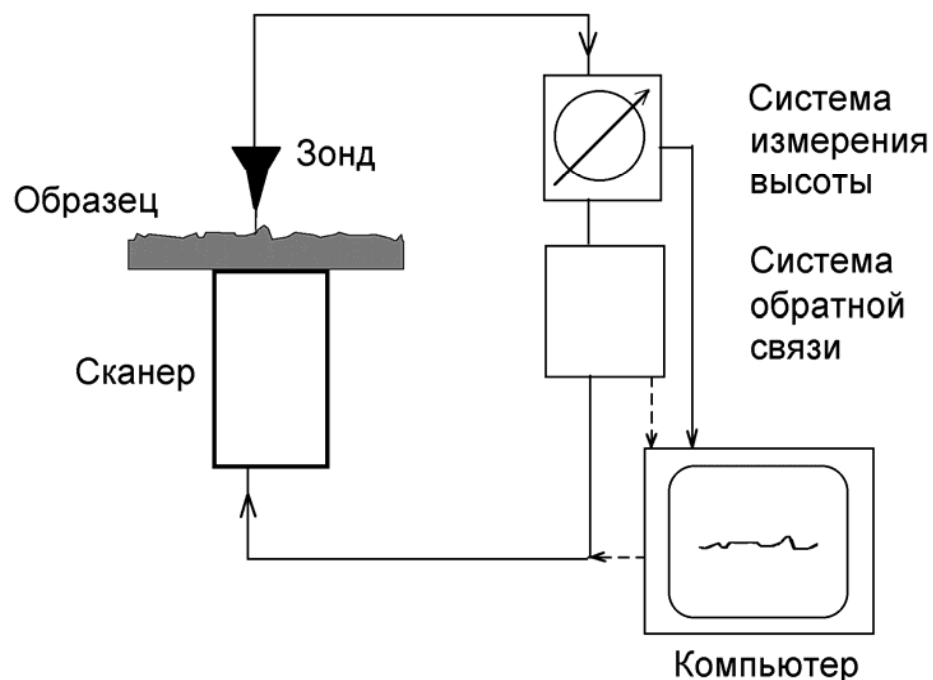 Зонд
Образец
Сканер
Система
измерения
высоты
Система
обратной
связи
Компьютер